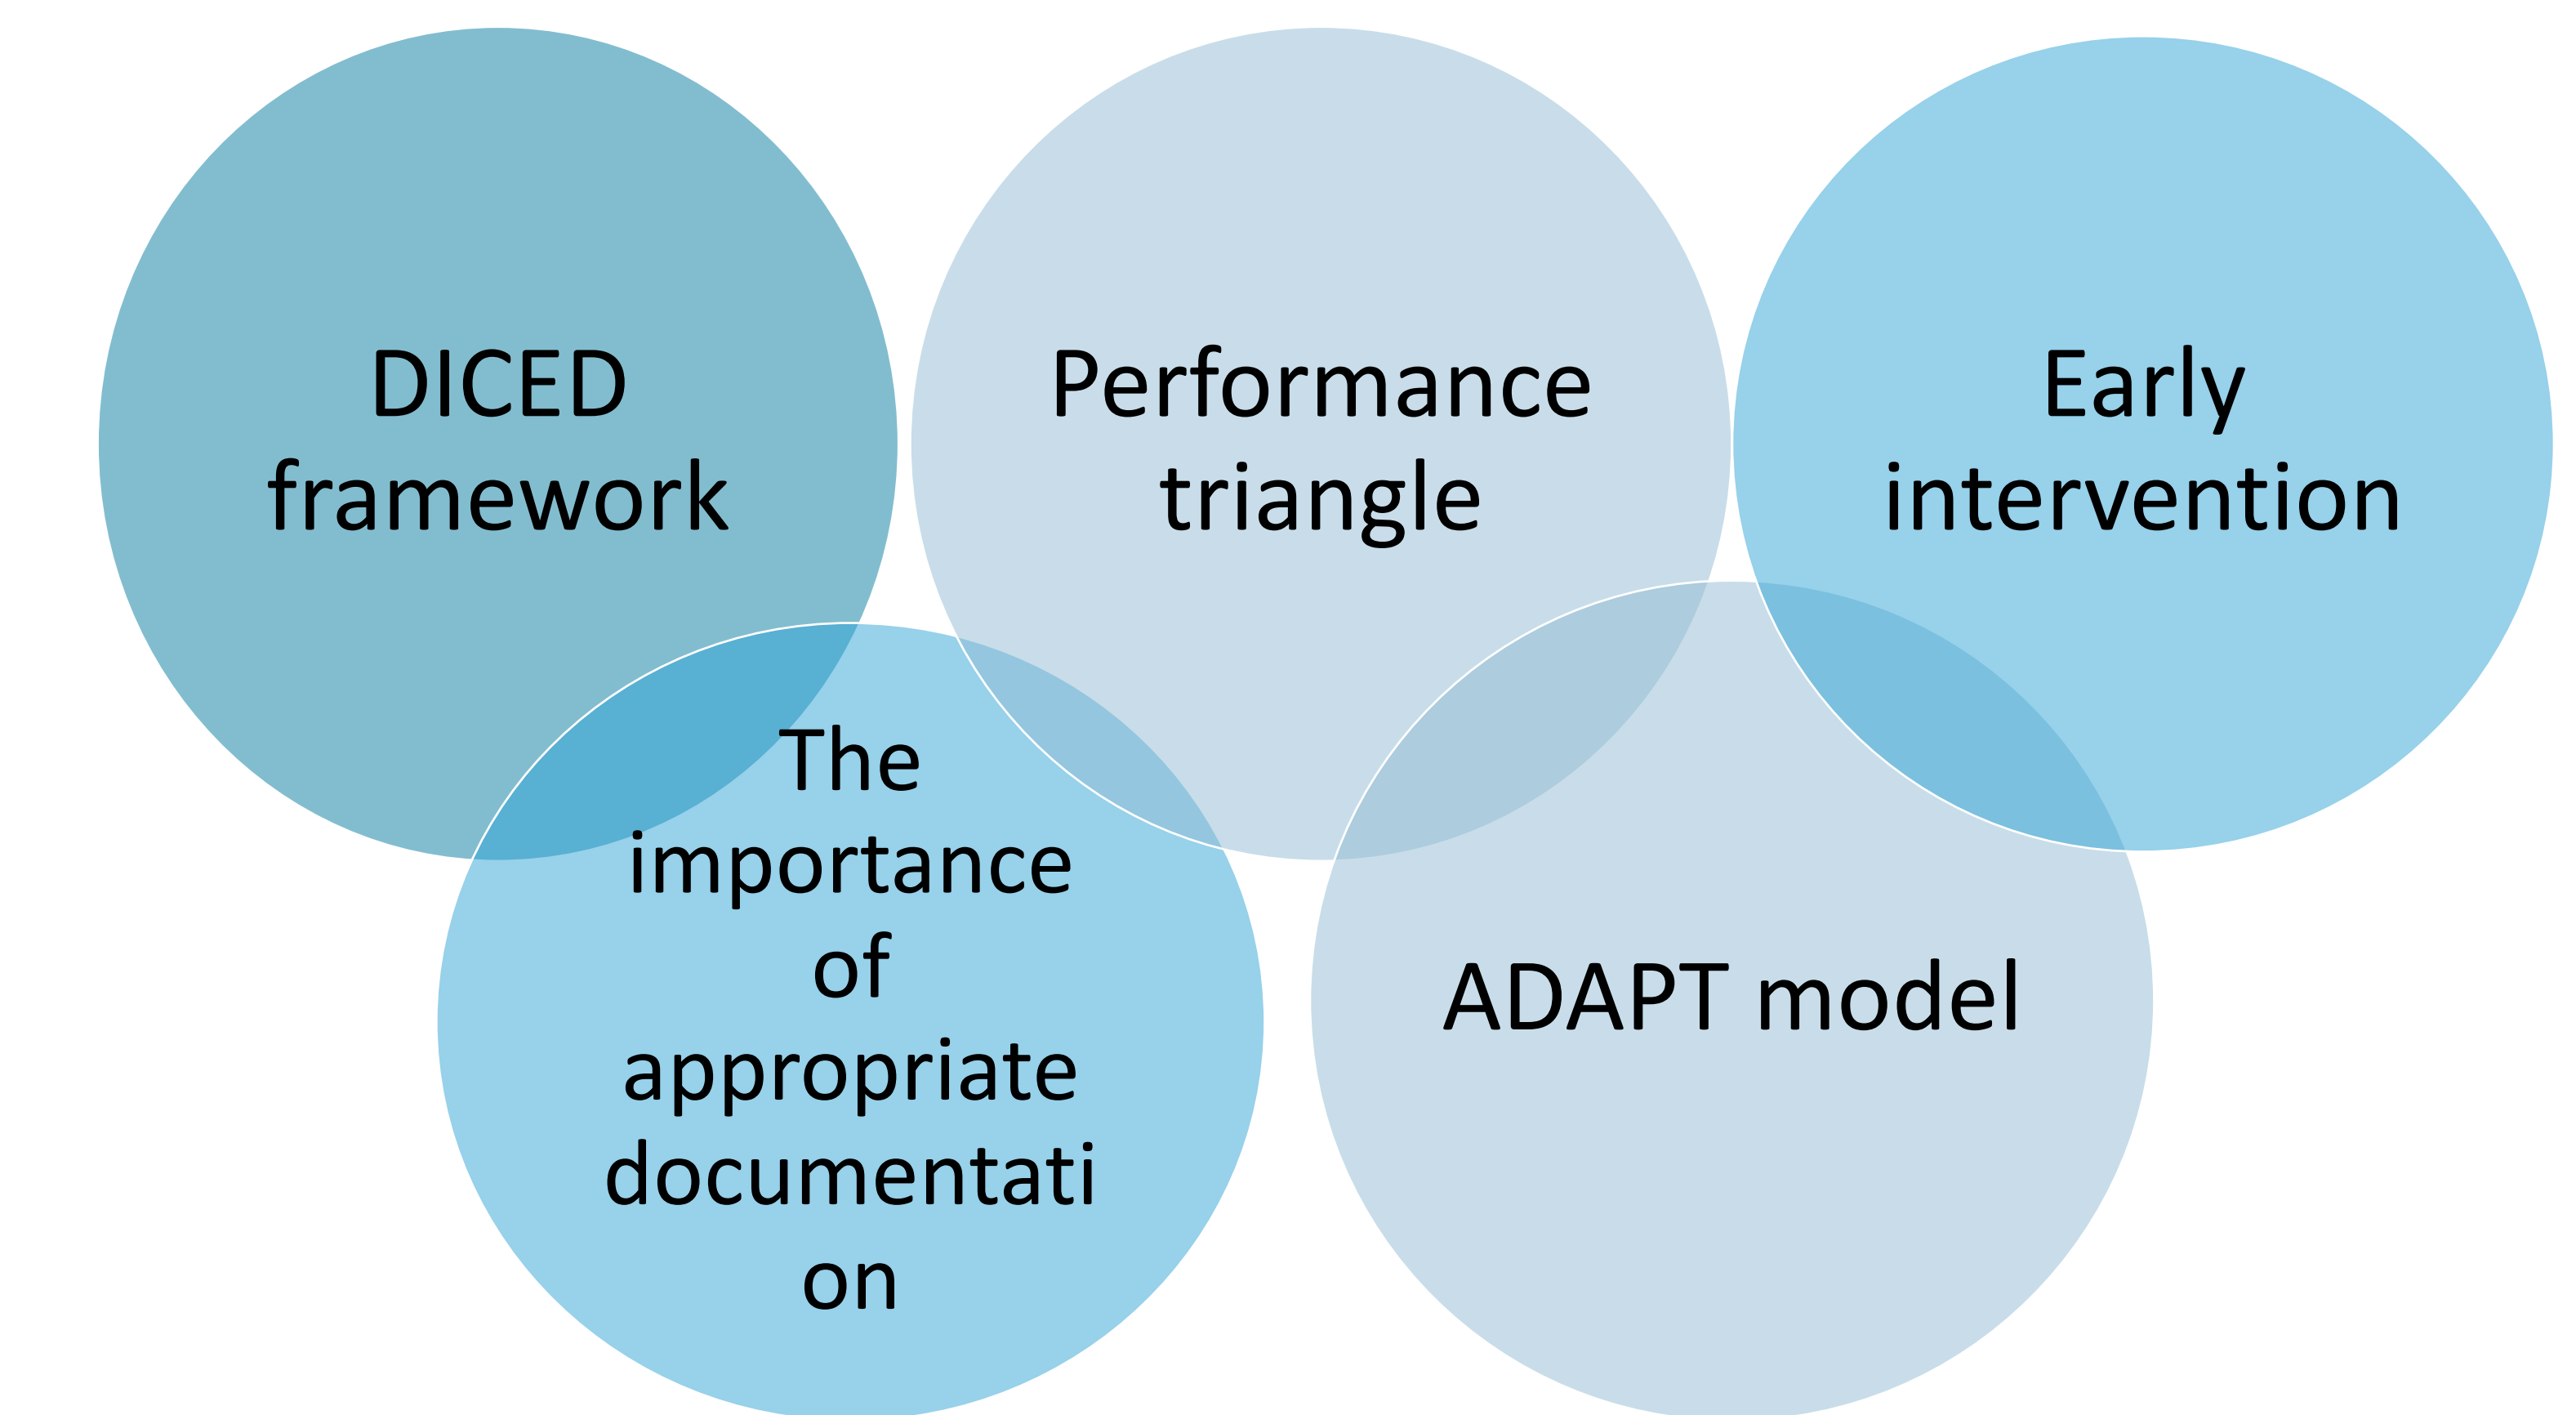 DICED
framework
Performance
triangle
Early
intervention
The
importance
of
appropriate
documentati
on
ADAPT model